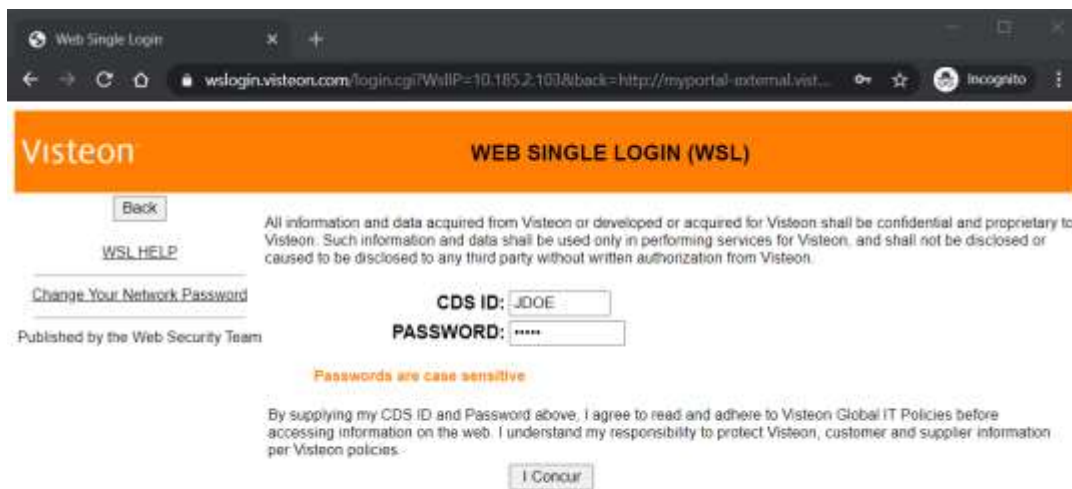 Web Single Login
wslogin.visteon.com/login.cgi?WslIP=10.185.2.103&back=http://myportal-external.vist...
Incognito
Visteon
WEB SINGLE LOGIN (WSL)
Back
WSL HELP
Change Your Network Password
Published by the Web Security Team
All information and data acquired from Visteon or developed or acquired for Visteon shall be confidential and proprietary to
Visteon. Such information and data shall be used only in performing services for Visteon, and shall not be disclosed or
caused to be disclosed to any third party without written authorization from Visteon.
CDS ID: JDOE
PASSWORD: •••••
Passwords are case sensitive
By supplying my CDS ID and Password above, I agree to read and adhere to Visteon Global IT Policies before
accessing information on the web. I understand my responsibility to protect Visteon, customer and supplier information
per Visteon policies.
I Concur